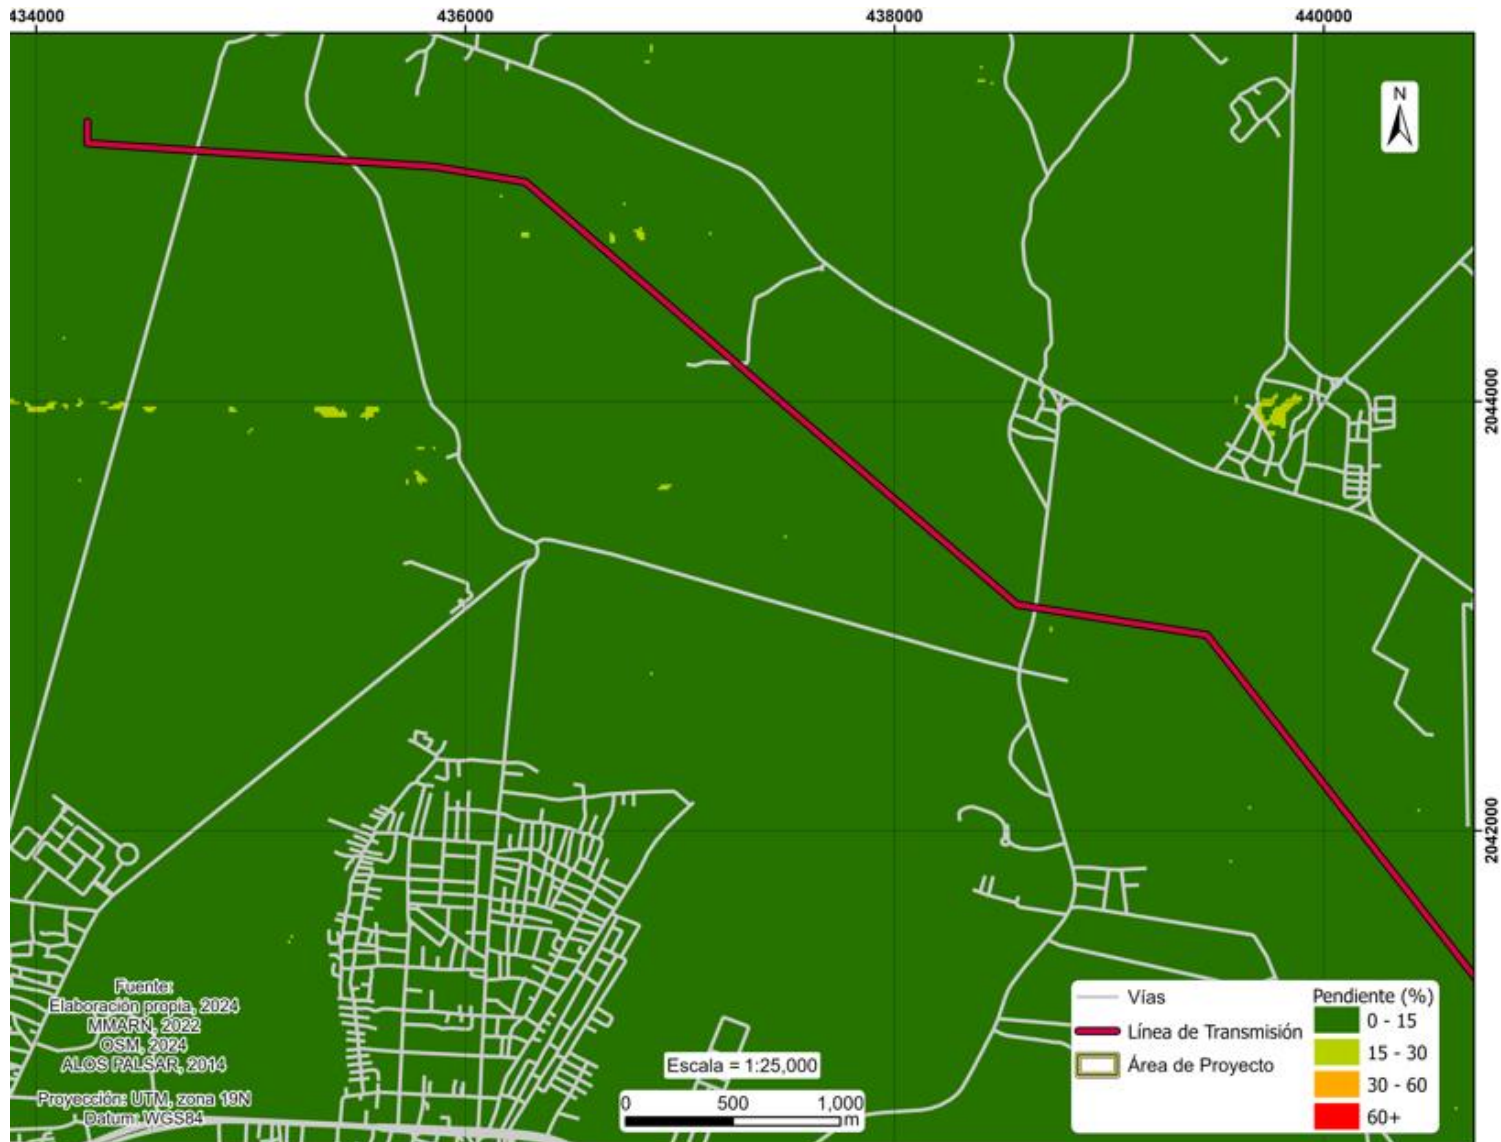 434000
436000
438000
440000
N
2044000
2042000
Fuente:
Elaboración propia, 2024
MMARN, 2022
OSM, 2024
ALOS PALSAR, 2014
Proyección: UTM, zona 19N
Datum: WGS84
Escala = 1:25,000
0 500 1,000
m
Vías
Línea de Transmisión
Área de Proyecto
Pendiente (%)
0 - 15
15 - 30
30 - 60
60+